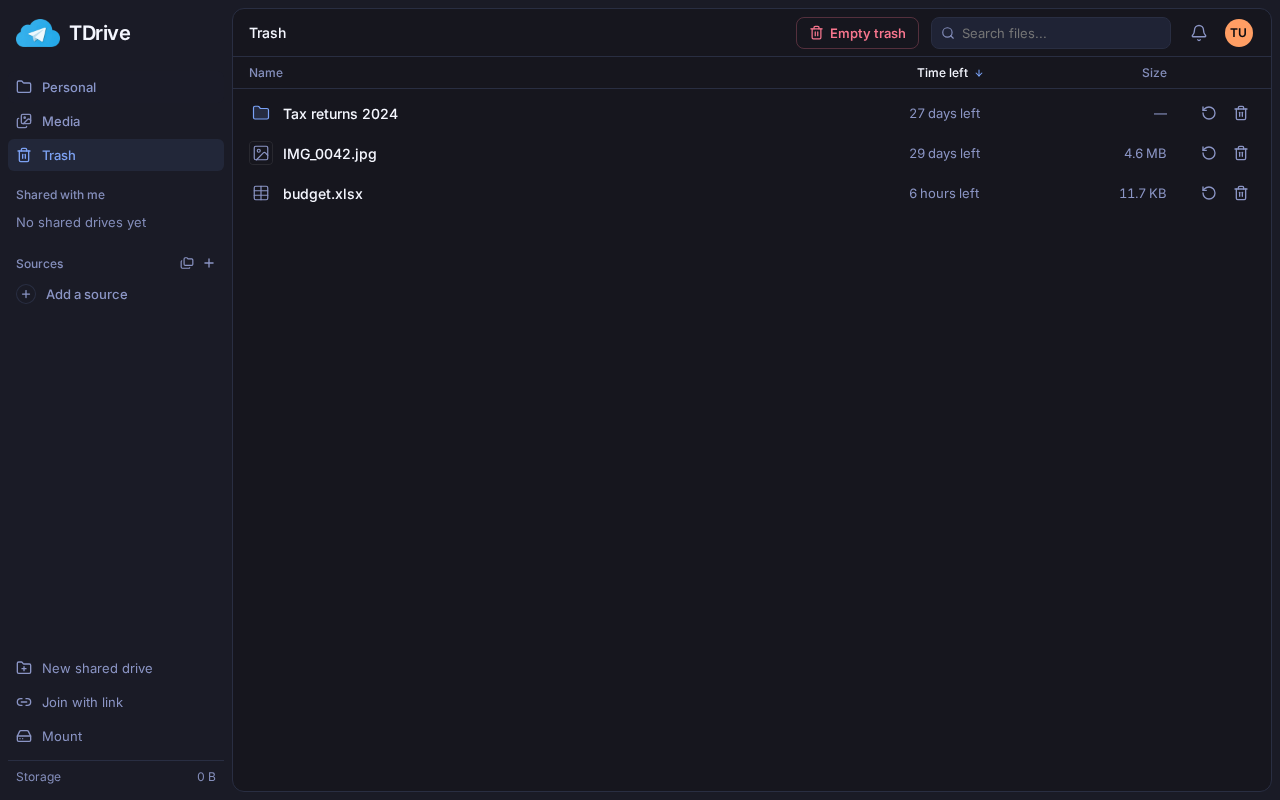 TDrive
Personal
Media
Trash
Shared with me
No shared drives yet
Sources
Add a source
New shared drive
Join with link
Mount
Storage 0 B
Trash Empty trash Search files... TU
Name Time left ↓ Size
Tax returns 2024 27 days left —
IMG_0042.jpg 29 days left 4.6 MB
budget.xlsx 6 hours left 11.7 KB